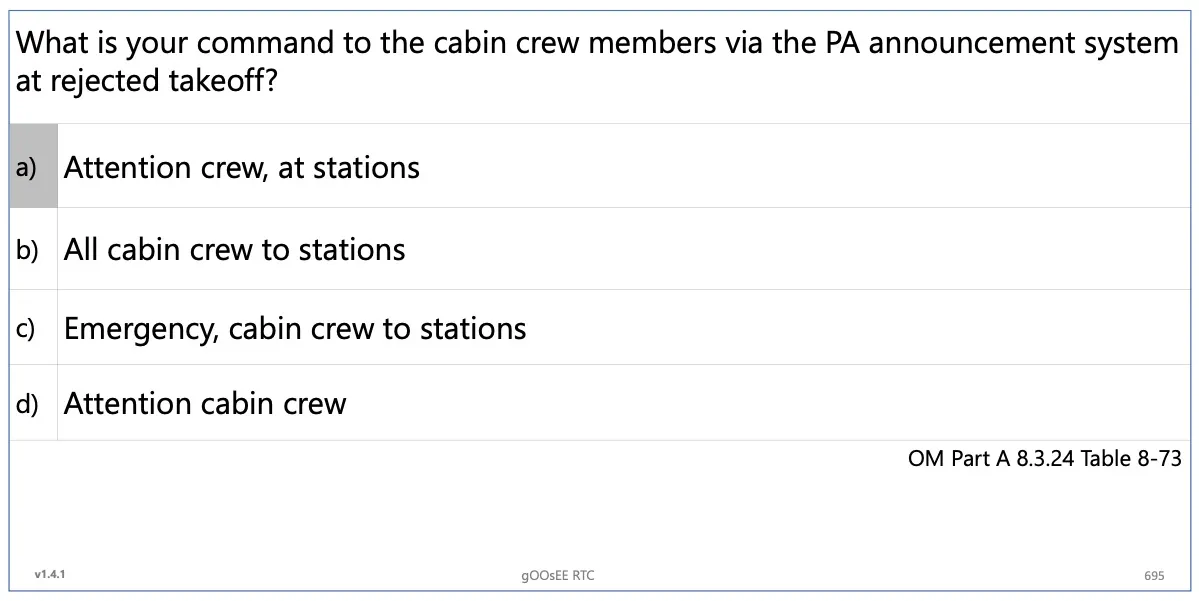 What is your command to the cabin crew members via the PA announcement system
at rejected takeoff?
a) Attention crew, at stations
b) All cabin crew to stations
c) Emergency, cabin crew to stations
d) Attention cabin crew
OM Part A 8.3.24 Table 8-73
v1.4.1 gOOsEE RTC 695